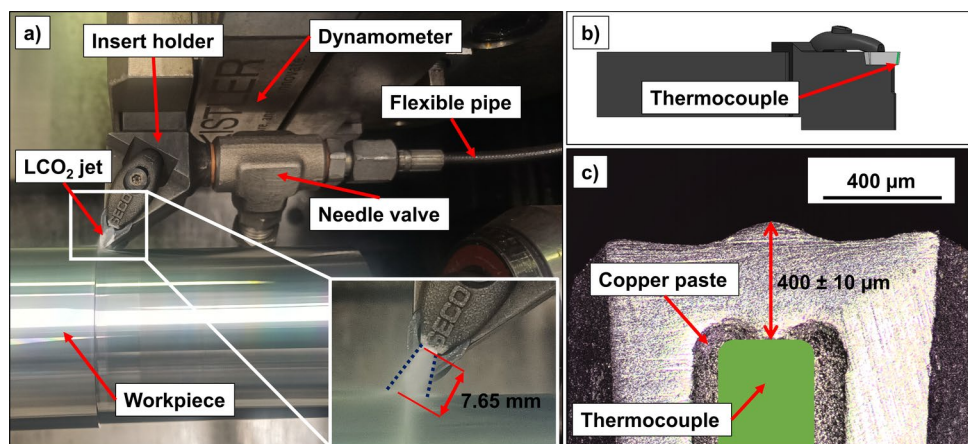 a)
Insert holder
Dynamometer
Flexible pipe
LCO₂ jet
SECO
Needle valve
Workpiece
SECO
7.65 mm
b)
Thermocouple
c)
400 µm
Copper paste
400 ± 10 µm
Thermocouple